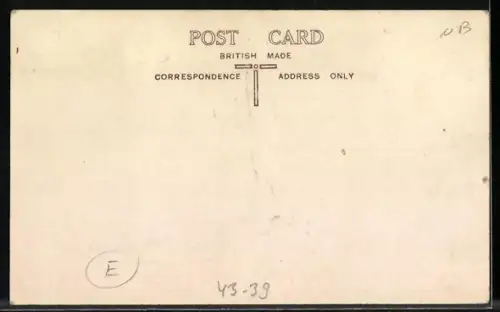 POST CARD
BRITISH MADE
CORRESPONDENCE ADDRESS ONLY
NB
E
43-39